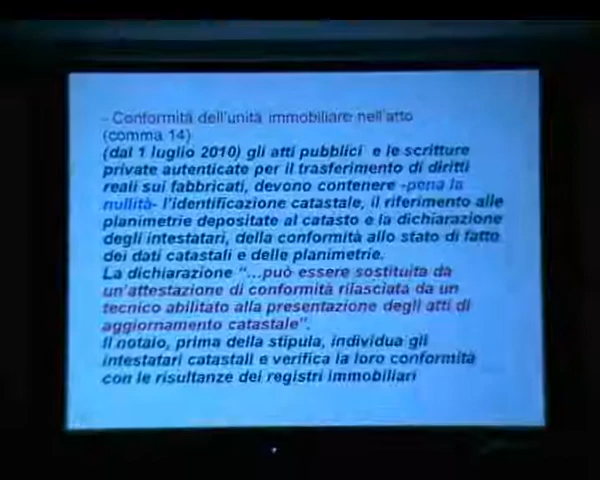 - Conformità dell'unità immobiliare nell'atto
(comma 14)
(dal 1 luglio 2010) gli atti pubblici e le scritture
private autenticate per il trasferimento di diritti
reali sui fabbricati, devono contenere -pena la
nullità- l'identificazione catastale, il riferimento alle
planimetrie depositate al catasto e la dichiarazione
degli intestatari, della conformità allo stato di fatto
dei dati catastali e delle planimetrie.
La dichiarazione "...può essere sostituita da
un'attestazione di conformità rilasciata da un
tecnico abilitato alla presentazione degli atti di
aggiornamento catastale".
Il notaio, prima della stipula, individua gli
intestatari catastali e verifica la loro conformità
con le risultanze dei registri immobiliari